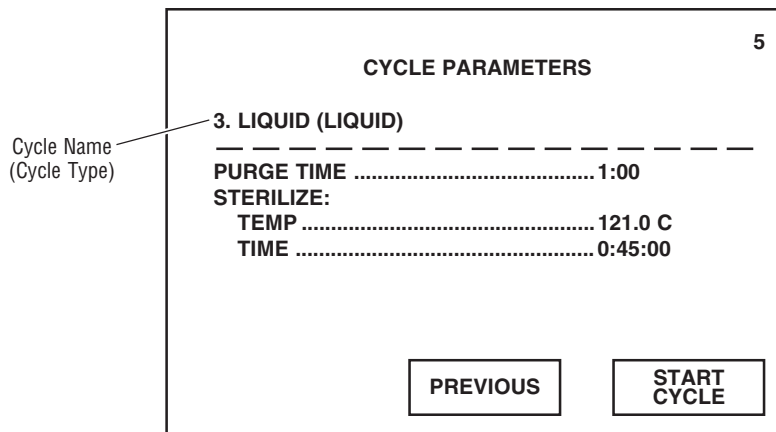 5
CYCLE PARAMETERS
3. LIQUID (LIQUID)
Cycle Name
(Cycle Type)
PURGE TIME ........................................1:00
STERILIZE:
TEMP .................................................121.0 C
TIME ..................................................0:45:00
PREVIOUS
START
CYCLE